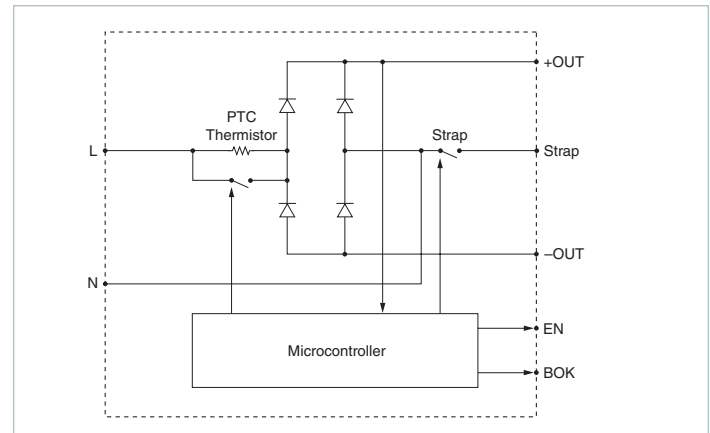 +OUT
PTC
Thermistor
Strap
L
Strap
–OUT
N
EN
Microcontroller
BOK